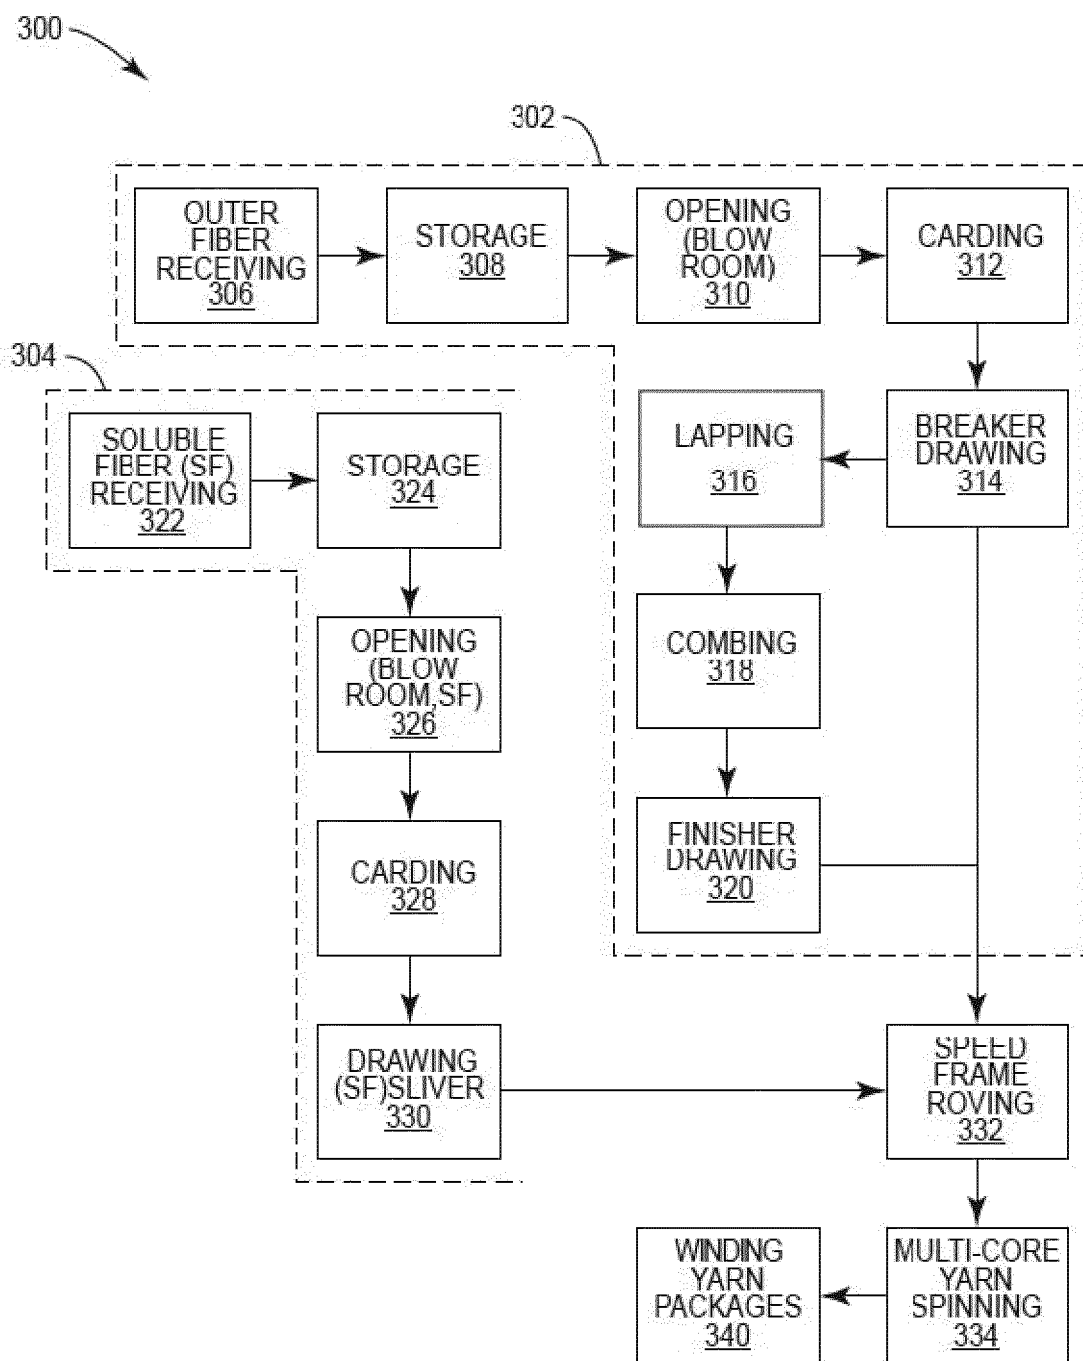 300
302
OUTER
FIBER
RECEIVING
306
STORAGE
308
OPENING
(BLOW
ROOM)
310
CARDING
312
304
SOLUBLE
FIBER (SF)
RECEIVING
322
STORAGE
324
LAPPING
316
BREAKER
DRAWING
314
OPENING
(BLOW
ROOM,SF)
326
COMBING
318
CARDING
328
FINISHER
DRAWING
320
DRAWING
(SF)SLIVER
330
SPEED
FRAME
ROVING
332
WINDING
YARN
PACKAGES
340
MULTI-CORE
YARN
SPINNING
334